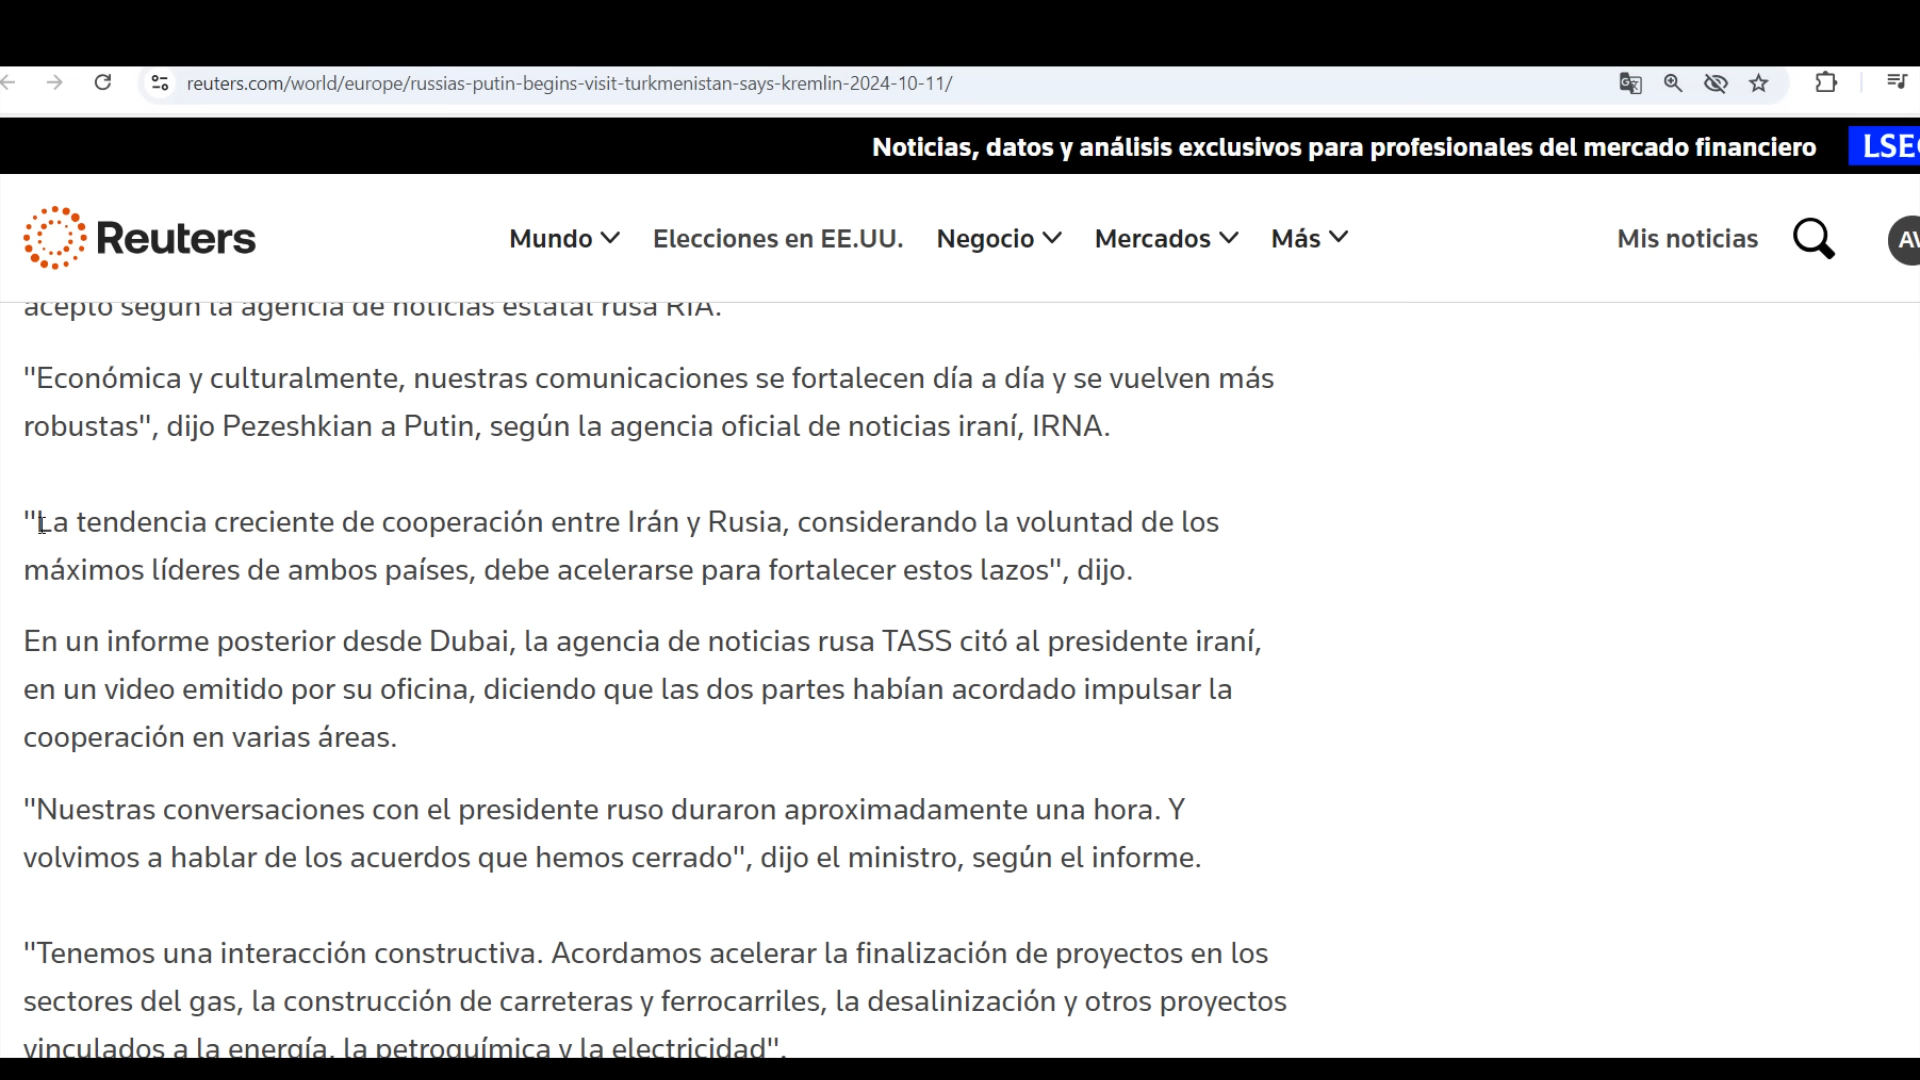 reuters.com/world/europe/russias-putin-begins-visit-turkmenistan-says-kremlin-2024-10-11/
Noticias, datos y análisis exclusivos para profesionales del mercado financiero
LSE
Reuters
Mundo
Elecciones en EE.UU.
Negocio
Mercados
Más
Mis noticias
AV
aceptó según la agencia de noticias estatal rusa RIA.
"Económica y culturalmente, nuestras comunicaciones se fortalecen día a día y se vuelven más
robustas", dijo Pezeshkian a Putin, según la agencia oficial de noticias iraní, IRNA.
"La tendencia creciente de cooperación entre Irán y Rusia, considerando la voluntad de los
máximos líderes de ambos países, debe acelerarse para fortalecer estos lazos", dijo.
En un informe posterior desde Dubai, la agencia de noticias rusa TASS citó al presidente iraní,
en un video emitido por su oficina, diciendo que las dos partes habían acordado impulsar la
cooperación en varias áreas.
"Nuestras conversaciones con el presidente ruso duraron aproximadamente una hora. Y
volvimos a hablar de los acuerdos que hemos cerrado", dijo el ministro, según el informe.
"Tenemos una interacción constructiva. Acordamos acelerar la finalización de proyectos en los
sectores del gas, la construcción de carreteras y ferrocarriles, la desalinización y otros proyectos
vinculados a la energía, la petroquímica y la electricidad".